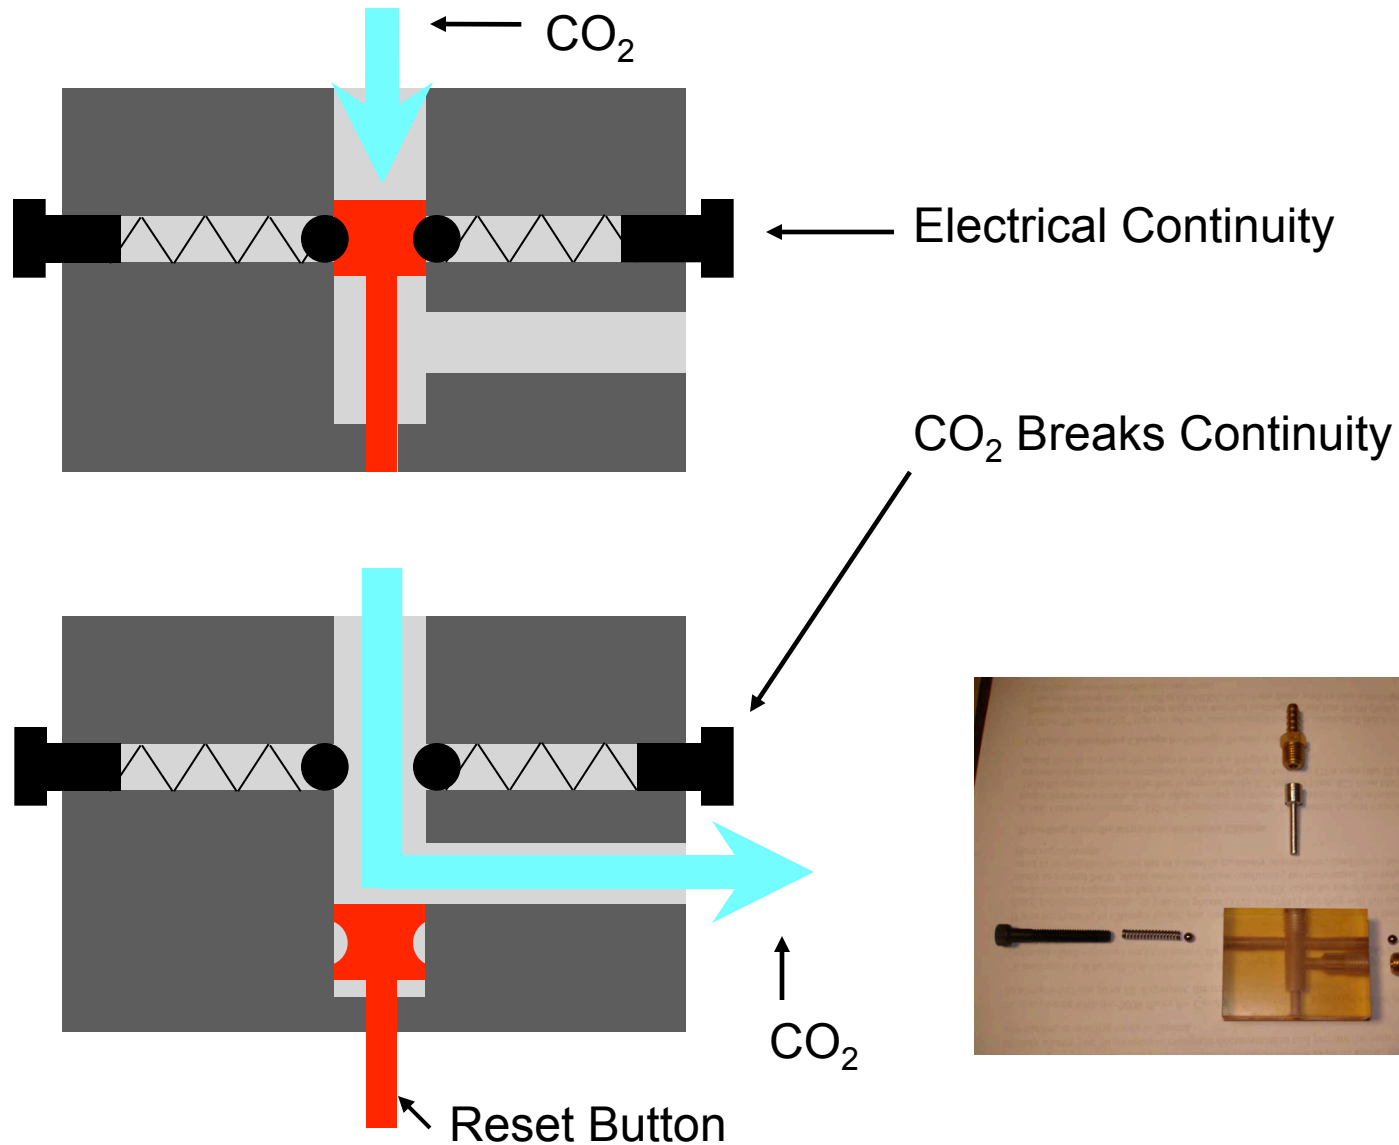 CO₂
Electrical Continuity
CO₂ Breaks Continuity
CO₂
Reset Button